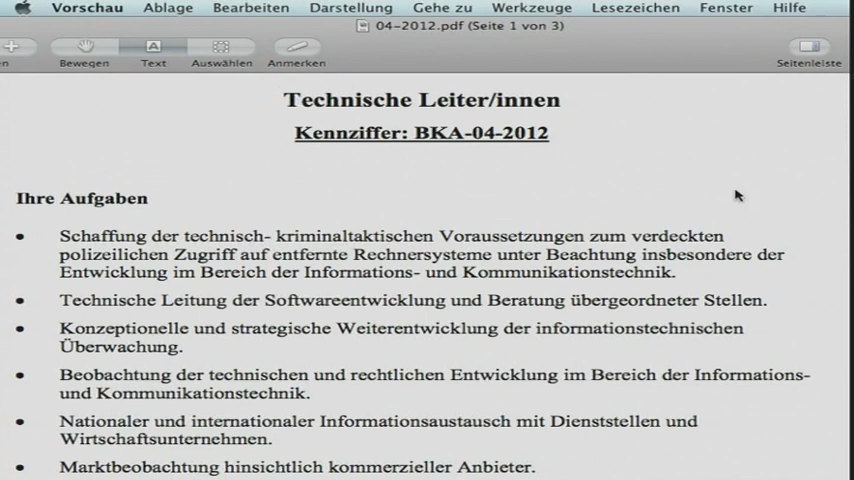 Vorschau Ablage Bearbeiten Darstellung Gehe zu Werkzeuge Lesezeichen Fenster Hilfe
04-2012.pdf (Seite 1 von 3)
en Bewegen Text Auswählen Anmerken Seitenleiste
Technische Leiter/innen
Kennziffer: BKA-04-2012
Ihre Aufgaben
• Schaffung der technisch- kriminaltaktischen Voraussetzungen zum verdeckten
polizeilichen Zugriff auf entfernte Rechnersysteme unter Beachtung insbesondere der
Entwicklung im Bereich der Informations- und Kommunikationstechnik.
• Technische Leitung der Softwareentwicklung und Beratung übergeordneter Stellen.
• Konzeptionelle und strategische Weiterentwicklung der informationstechnischen
Überwachung.
• Beobachtung der technischen und rechtlichen Entwicklung im Bereich der Informations-
und Kommunikationstechnik.
• Nationaler und internationaler Informationsaustausch mit Dienststellen und
Wirtschaftsunternehmen.
• Marktbeobachtung hinsichtlich kommerzieller Anbieter.